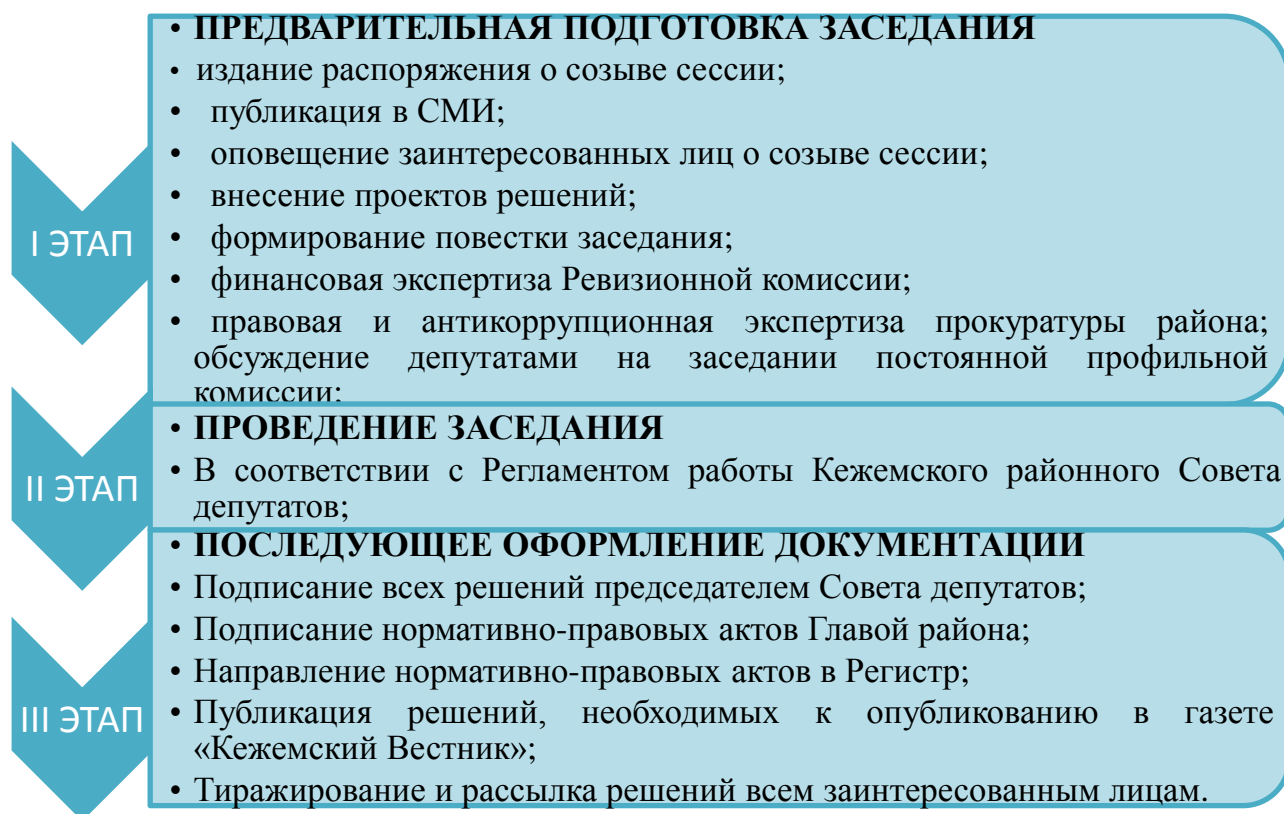 • ПРЕДВАРИТЕЛЬНАЯ ПОДГОТОВКА ЗАСЕДАНИЯ
• издание распоряжения о созыве сессии;
• публикация в СМИ;
• оповещение заинтересованных лиц о созыве сессии;
• внесение проектов решений;
I ЭТАП
• формирование повестки заседания;
• финансовая экспертиза Ревизионной комиссии;
• правовая и антикоррупционная экспертиза прокуратуры района;
обсуждение депутатами на заседании постоянной профильной
комиссии;
• ПРОВЕДЕНИЕ ЗАСЕДАНИЯ
II ЭТАП
• В соответствии с Регламентом работы Кежемского районного Совета
депутатов;
• ПОСЛЕДУЮЩЕЕ ОФОРМЛЕНИЕ ДОКУМЕНТАЦИИ
• Подписание всех решений председателем Совета депутатов;
• Подписание нормативно-правовых актов Главой района;
• Направление нормативно-правовых актов в Регистр;
III ЭТАП
• Публикация решений, необходимых к опубликованию в газете
«Кежемский Вестник»;
• Тиражирование и рассылка решений всем заинтересованным лицам.